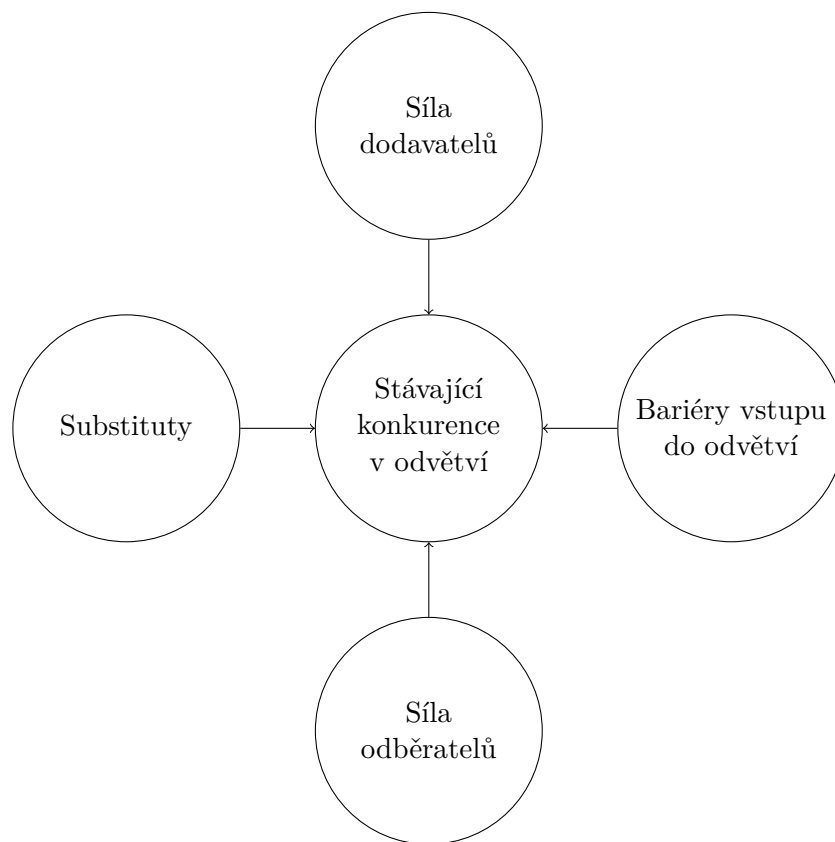 Síla
dodavatelů
Substituty
Stávající
konkurence
v odvětví
Bariéry vstupu
do odvětví
Síla
odběratelů